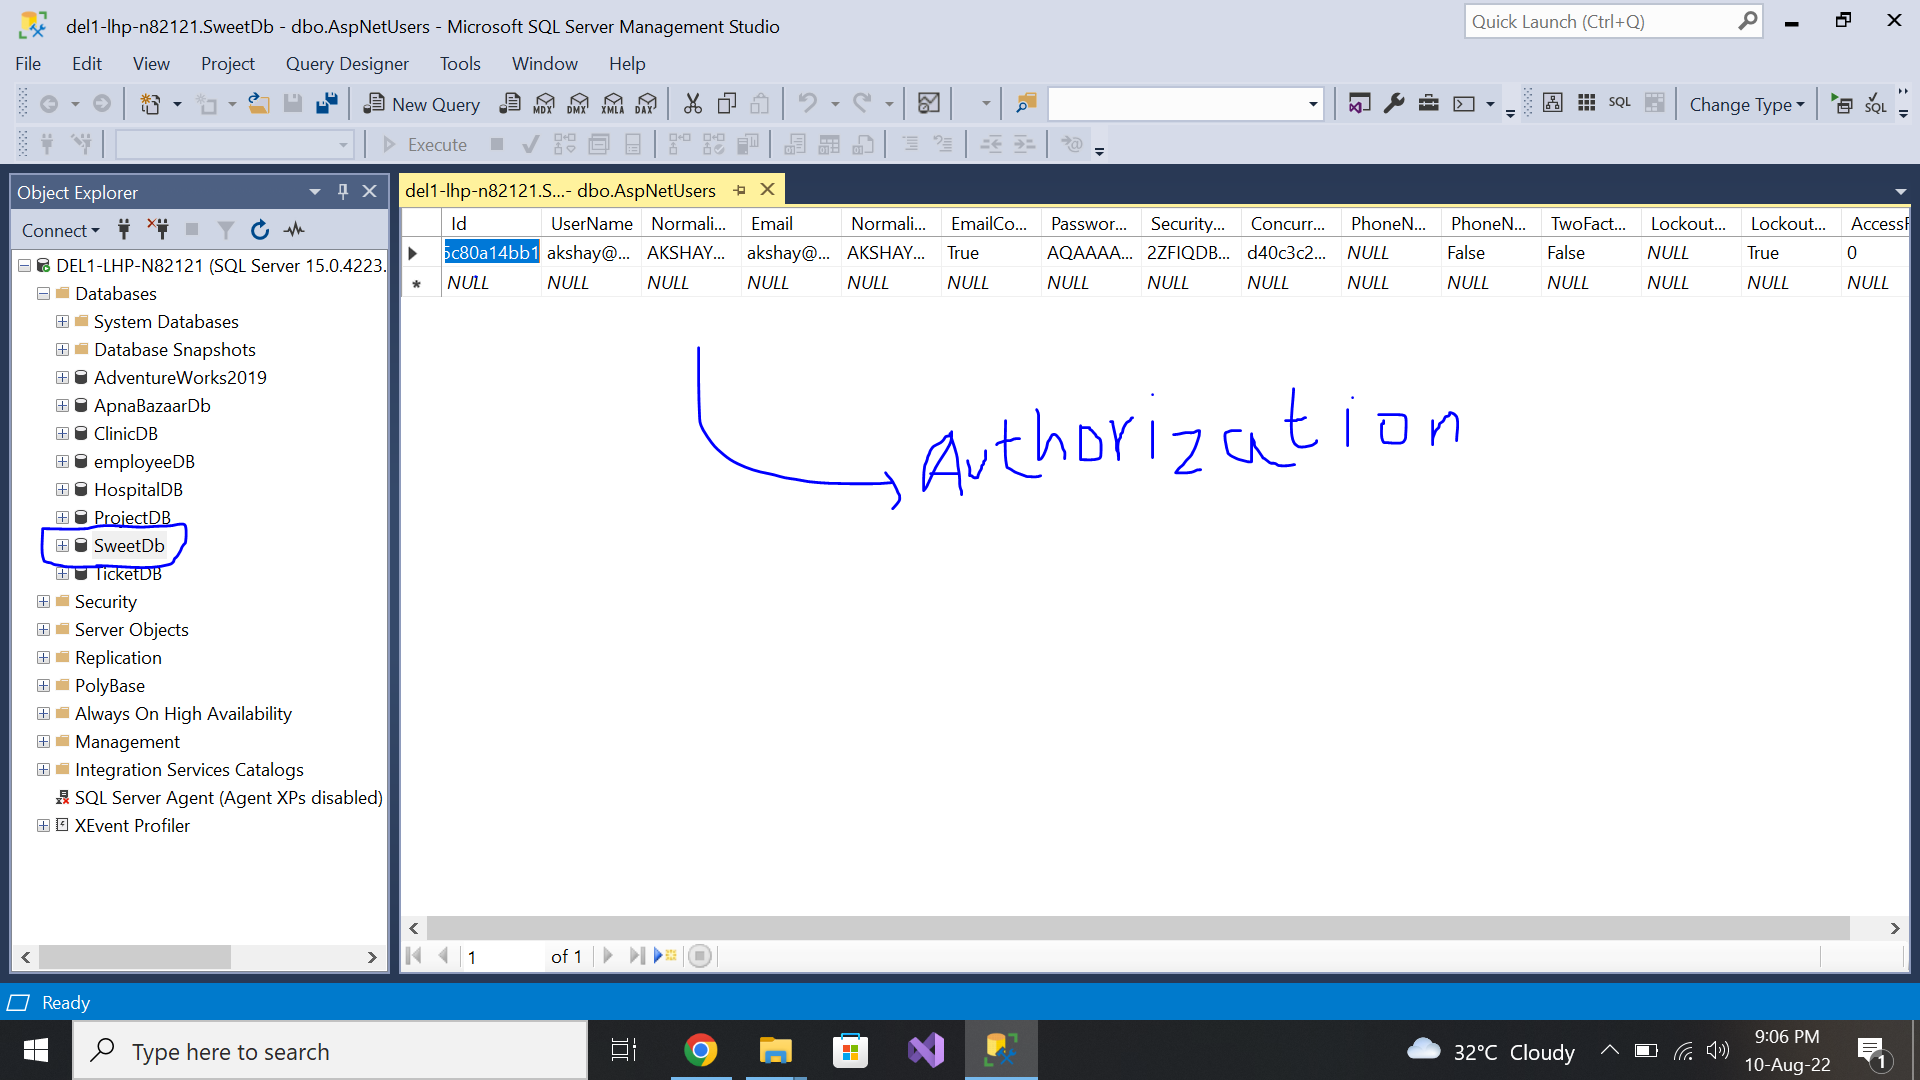 del1-lhp-n82121.SweetDb - dbo.AspNetUsers - Microsoft SQL Server Management Studio
Quick Launch (Ctrl+Q)
File Edit View Project Query Designer Tools Window Help
New Query MDX DMX XMLA DAX SQL Change Type SQL
Execute
Object Explorer
del1-lhp-n82121.S...- dbo.AspNetUsers
Connect
Id UserName Normali... Email Normali... EmailCo... Passwor... Security... Concurr... PhoneN... PhoneN... TwoFact... Lockout... Lockout... AccessF
5c80a14bb1 akshay@... AKSHAY... akshay@... AKSHAY... True AQAAAA... 2ZFIQDB... d40c3c2... NULL False False NULL True 0
NULL NULL NULL NULL NULL NULL NULL NULL NULL NULL NULL NULL NULL NULL NULL
DEL1-LHP-N82121 (SQL Server 15.0.4223.
Databases
System Databases
Database Snapshots
AdventureWorks2019
ApnaBazaarDb
ClinicDB
employeeDB
HospitalDB
ProjectDB
SweetDb
TicketDB
Security
Server Objects
Replication
PolyBase
Always On High Availability
Management
Integration Services Catalogs
SQL Server Agent (Agent XPs disabled)
XEvent Profiler
Authorization
1 of 1
Ready
Type here to search
32°C Cloudy
9:06 PM
10-Aug-22
1